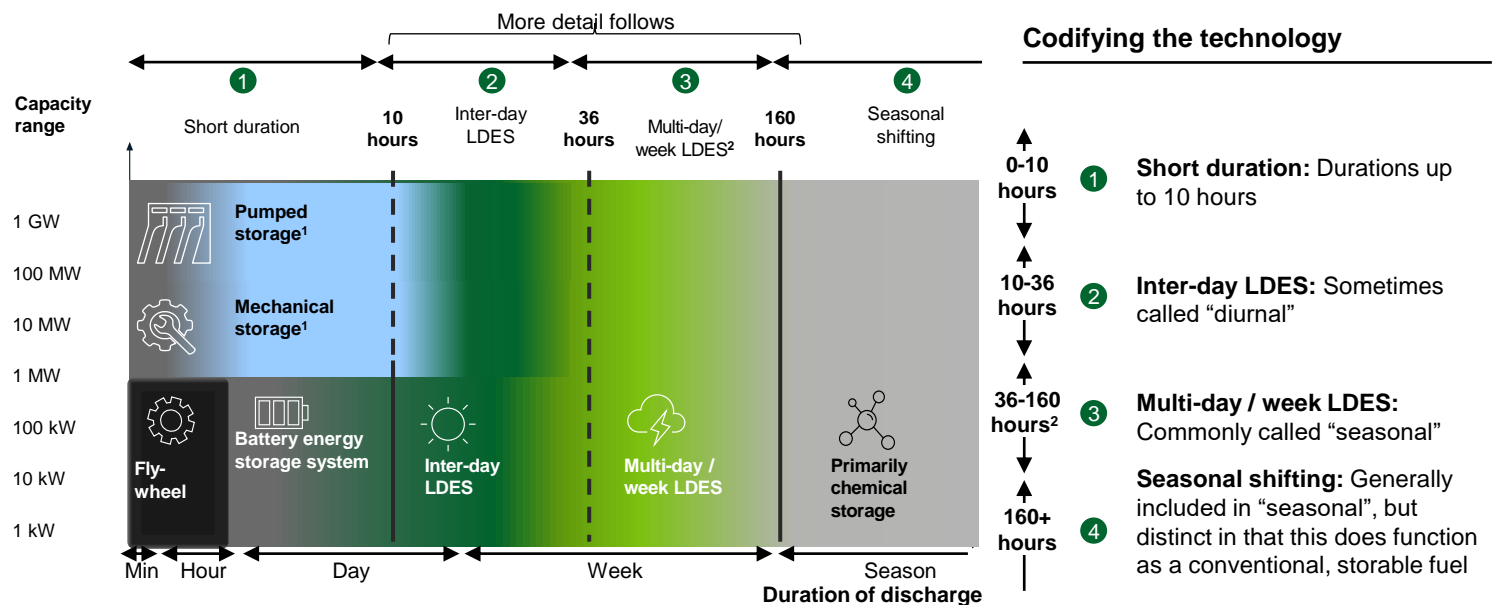 More detail follows
1
2
3
4
Capacity
range
Short duration
10
hours
Inter-day
LDES
36
hours
Multi-day/
week LDES²
160
hours
Seasonal
shifting
1 GW
100 MW
10 MW
1 MW
100 kW
10 kW
1 kW
Pumped
storage¹
Mechanical
storage¹
Fly-
wheel
Battery energy
storage system
Inter-day
LDES
Multi-day /
week LDES
Primarily
chemical
storage
Min
Hour
Day
Week
Season
Duration of discharge
Codifying the technology
0-10
hours
1
Short duration: Durations up
to 10 hours
10-36
hours
2
Inter-day LDES: Sometimes
called “diurnal”
36-160
hours²
3
Multi-day / week LDES:
Commonly called “seasonal”
160+
hours
4
Seasonal shifting: Generally
included in “seasonal”, but
distinct in that this does function
as a conventional, storable fuel